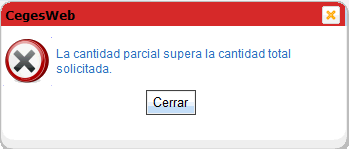 CegesWeb
La cantidad parcial supera la cantidad total
solicitada.
Cerrar